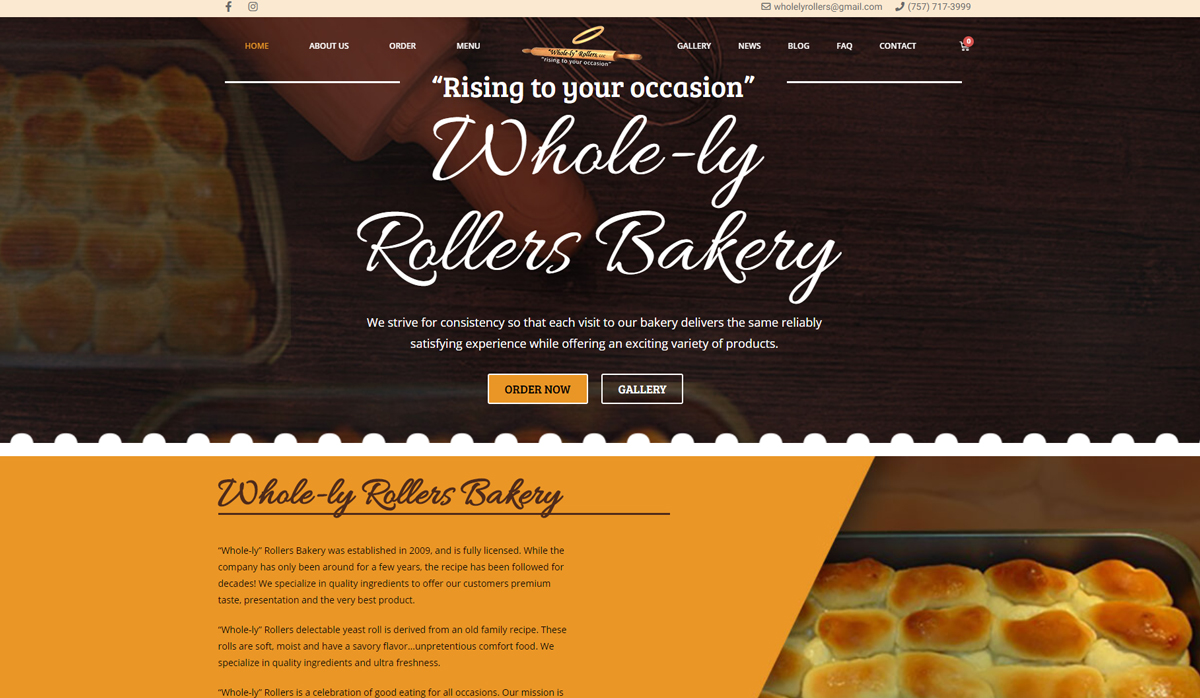 wholelyrollers@gmail.com (757) 717-3999
HOME ABOUT US ORDER MENU GALLERY NEWS BLOG FAQ CONTACT 0
"Whole-ly" Rollers, LLC
"rising to your occasion"
“Rising to your occasion”
Whole-ly
Rollers Bakery
We strive for consistency so that each visit to our bakery delivers the same reliably
satisfying experience while offering an exciting variety of products.
ORDER NOW GALLERY
Whole-ly Rollers Bakery
“Whole-ly” Rollers Bakery was established in 2009, and is fully licensed. While the
company has only been around for a few years, the recipe has been followed for
decades! We specialize in quality ingredients to offer our customers premium
taste, presentation and the very best product.
“Whole-ly” Rollers delectable yeast roll is derived from an old family recipe. These
rolls are soft, moist and have a savory flavor...unpretentious comfort food. We
specialize in quality ingredients and ultra freshness.
“Whole-ly” Rollers is a celebration of good eating for all occasions. Our mission is